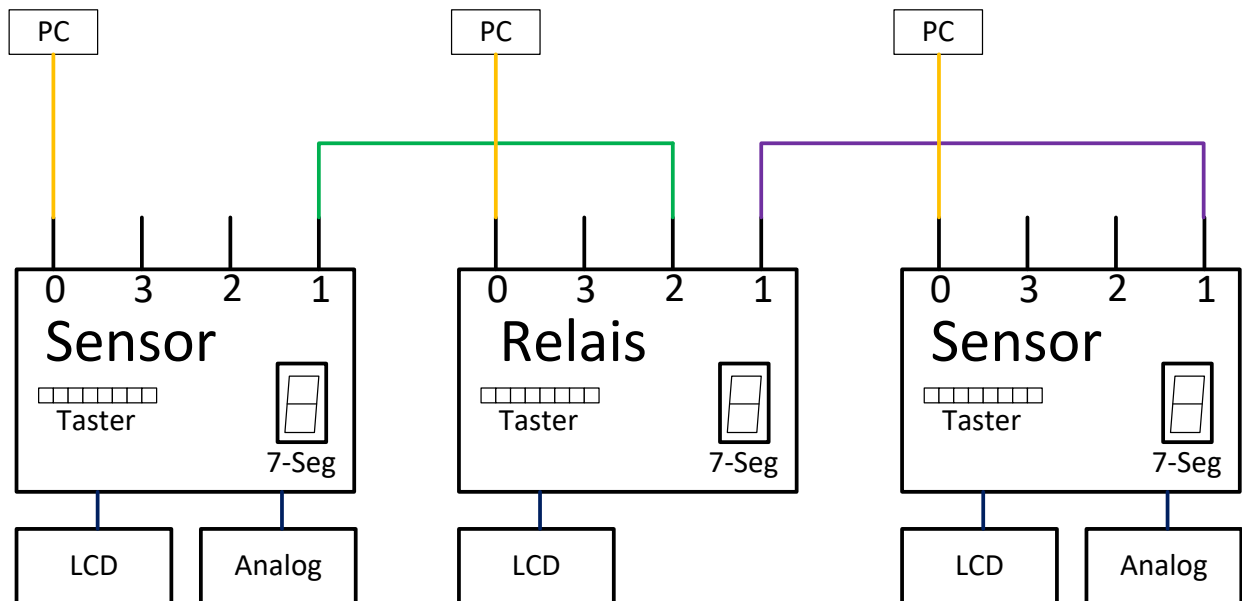 PC
PC
PC
0 3 2 1
0 3 2 1
0 3 2 1
Sensor
Relais
Sensor
Taster
Taster
Taster
7-Seg
7-Seg
7-Seg
LCD
Analog
LCD
LCD
Analog